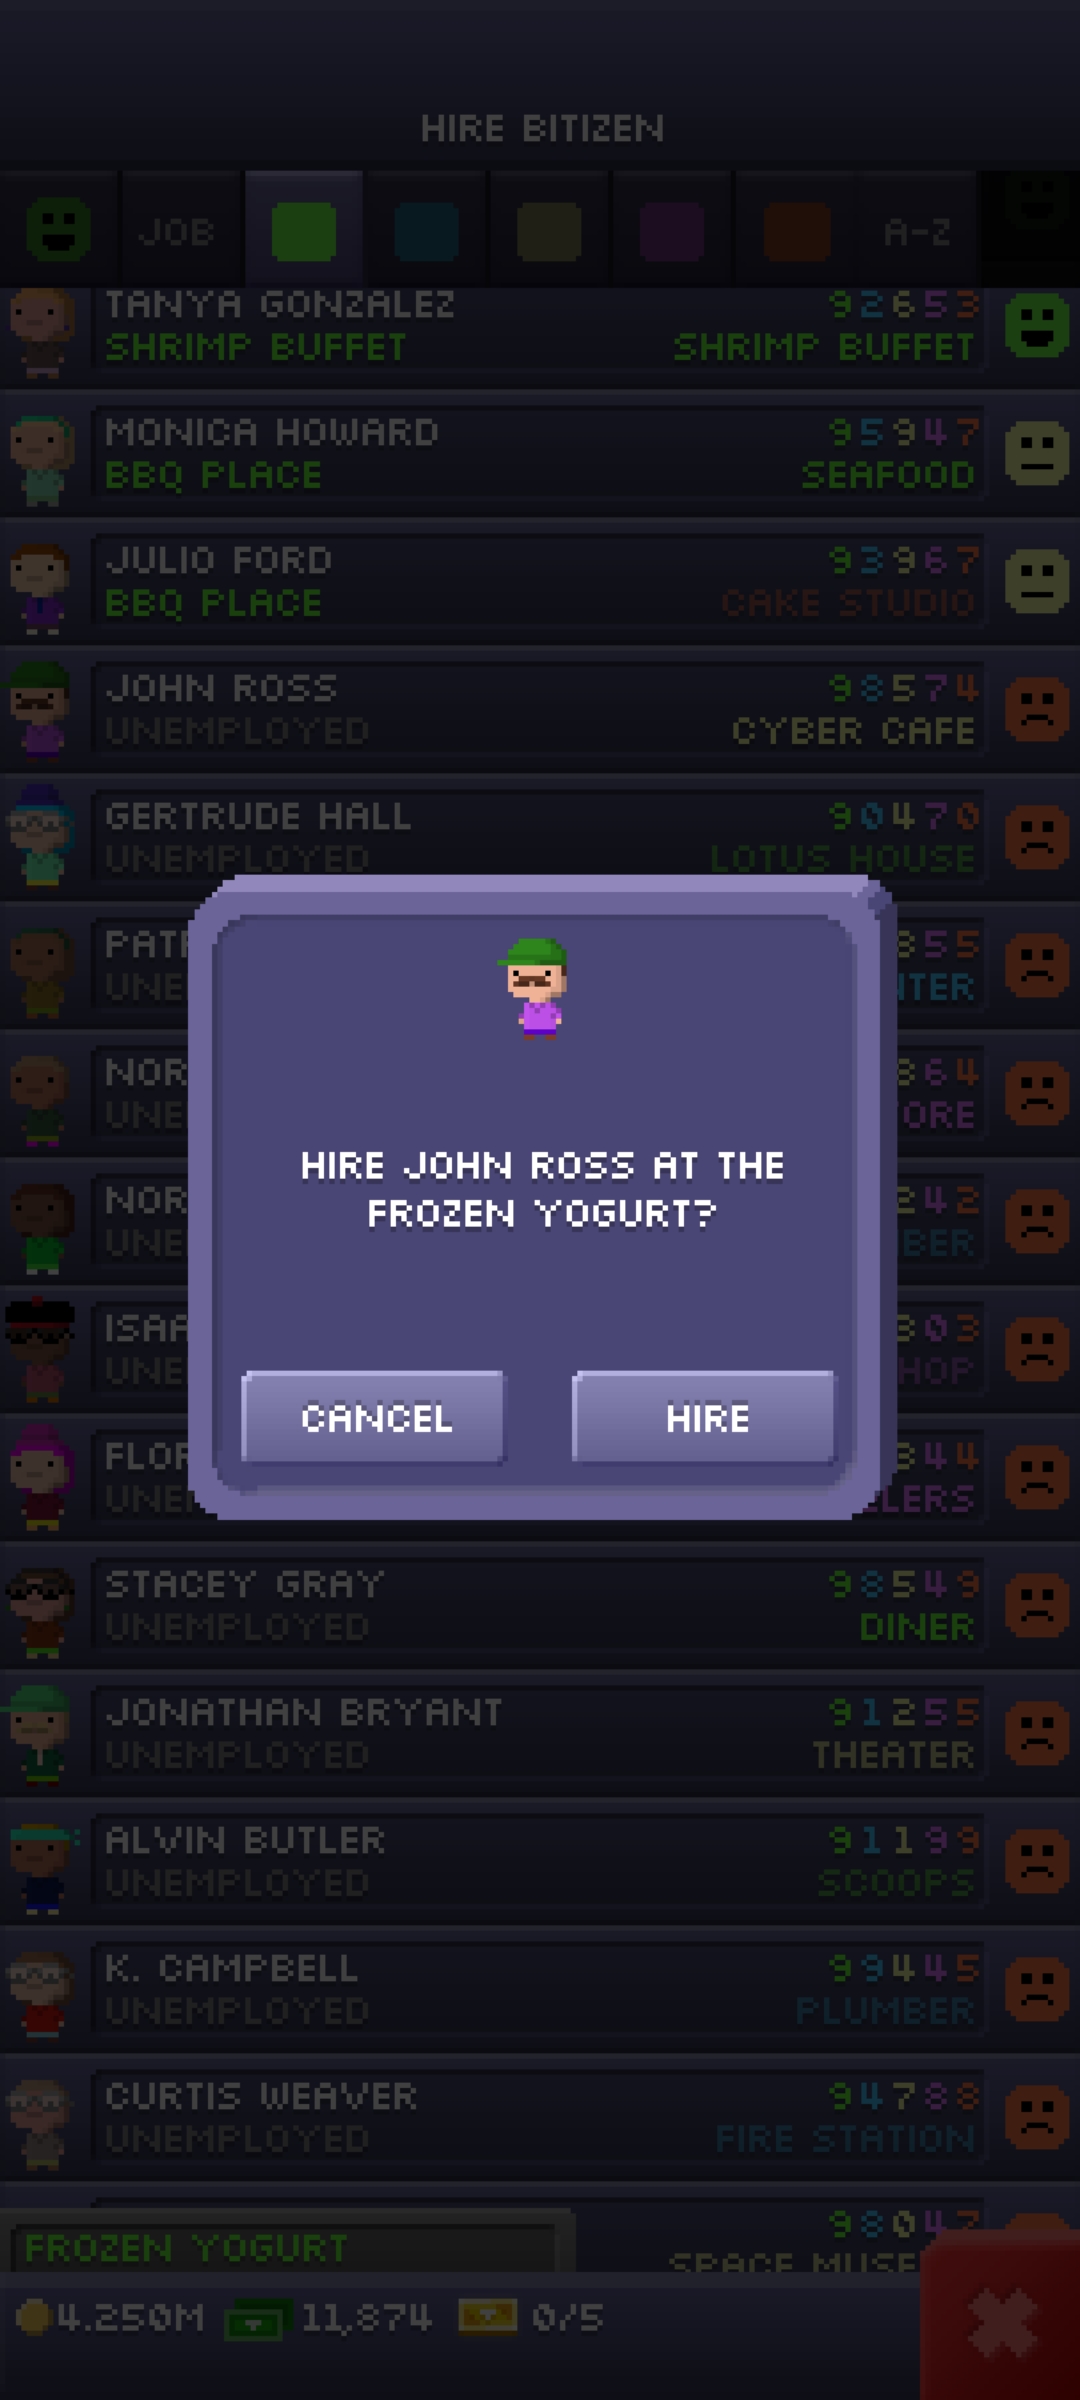 HIRE BITIZEN
JOB
A-Z
TANYA GONZALEZ 92653
SHRIMP BUFFET SHRIMP BUFFET
MONICA HOWARD 95947
BBQ PLACE SEAFOOD
JULIO FORD 93967
BBQ PLACE CAKE STUDIO
JOHN ROSS 98574
UNEMPLOYED CYBER CAFE
GERTRUDE HALL 90470
UNEMPLOYED LOTUS HOUSE
HIRE JOHN ROSS AT THE
FROZEN YOGURT?
CANCEL HIRE
STACEY GRAY 98549
UNEMPLOYED DINER
JONATHAN BRYANT 91255
UNEMPLOYED THEATER
ALVIN BUTLER 91199
UNEMPLOYED SCOOPS
K. CAMPBELL 99445
UNEMPLOYED PLUMBER
CURTIS WEAVER 94788
UNEMPLOYED FIRE STATION
FROZEN YOGURT
4.250M 11,874 0/5